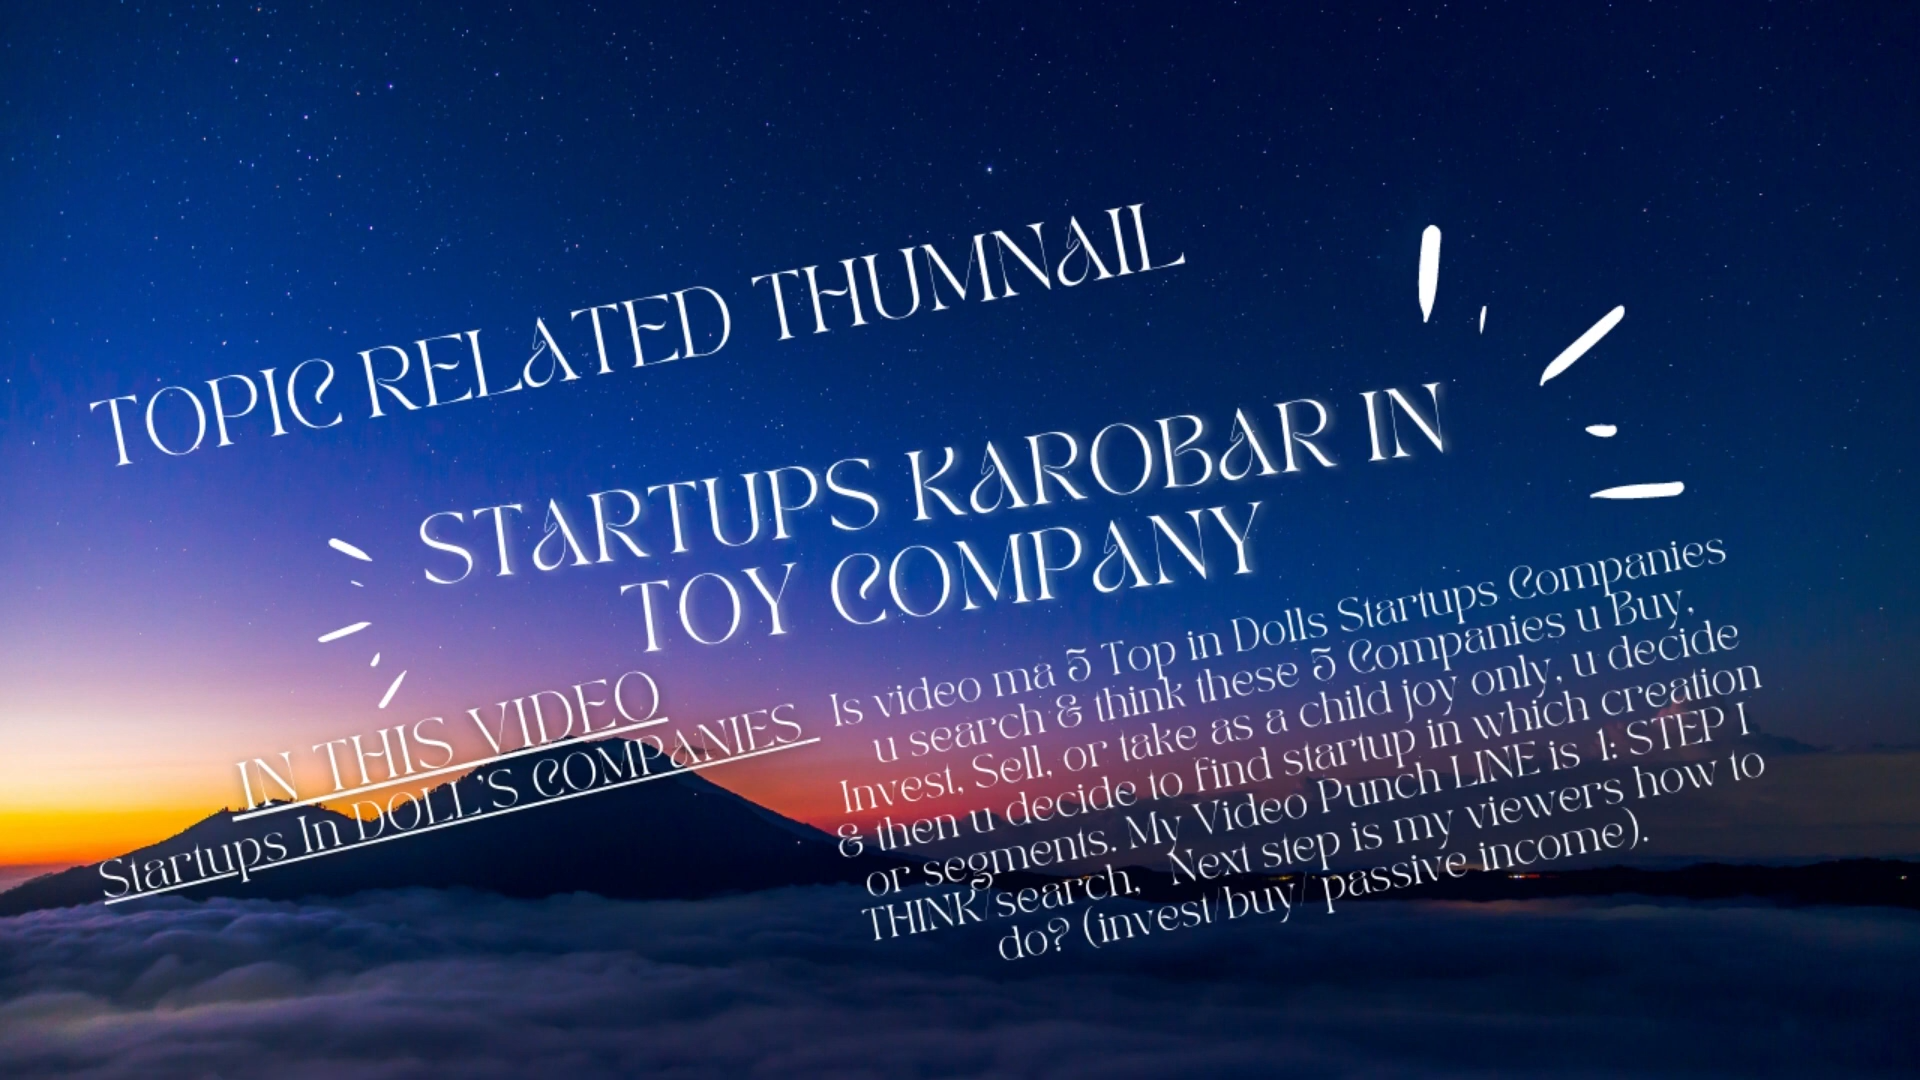 TOPIC RELATED THUMNAIL
STARTUPS KAROBAR IN
TOY COMPANY
IN THIS VIDEO
Startups In DOLL'S COMPANIES
Is video ma 5 Top in Dolls Startups Companies
u search & think these 5 Companies u Buy,
Invest, Sell, or take as a child joy only, u decide
& then u decide to find startup in which creation
or segments. My Video Punch LINE is 1: STEP I
THINK/search, Next step is my viewers how to
do? (invest/buy/ passive income).